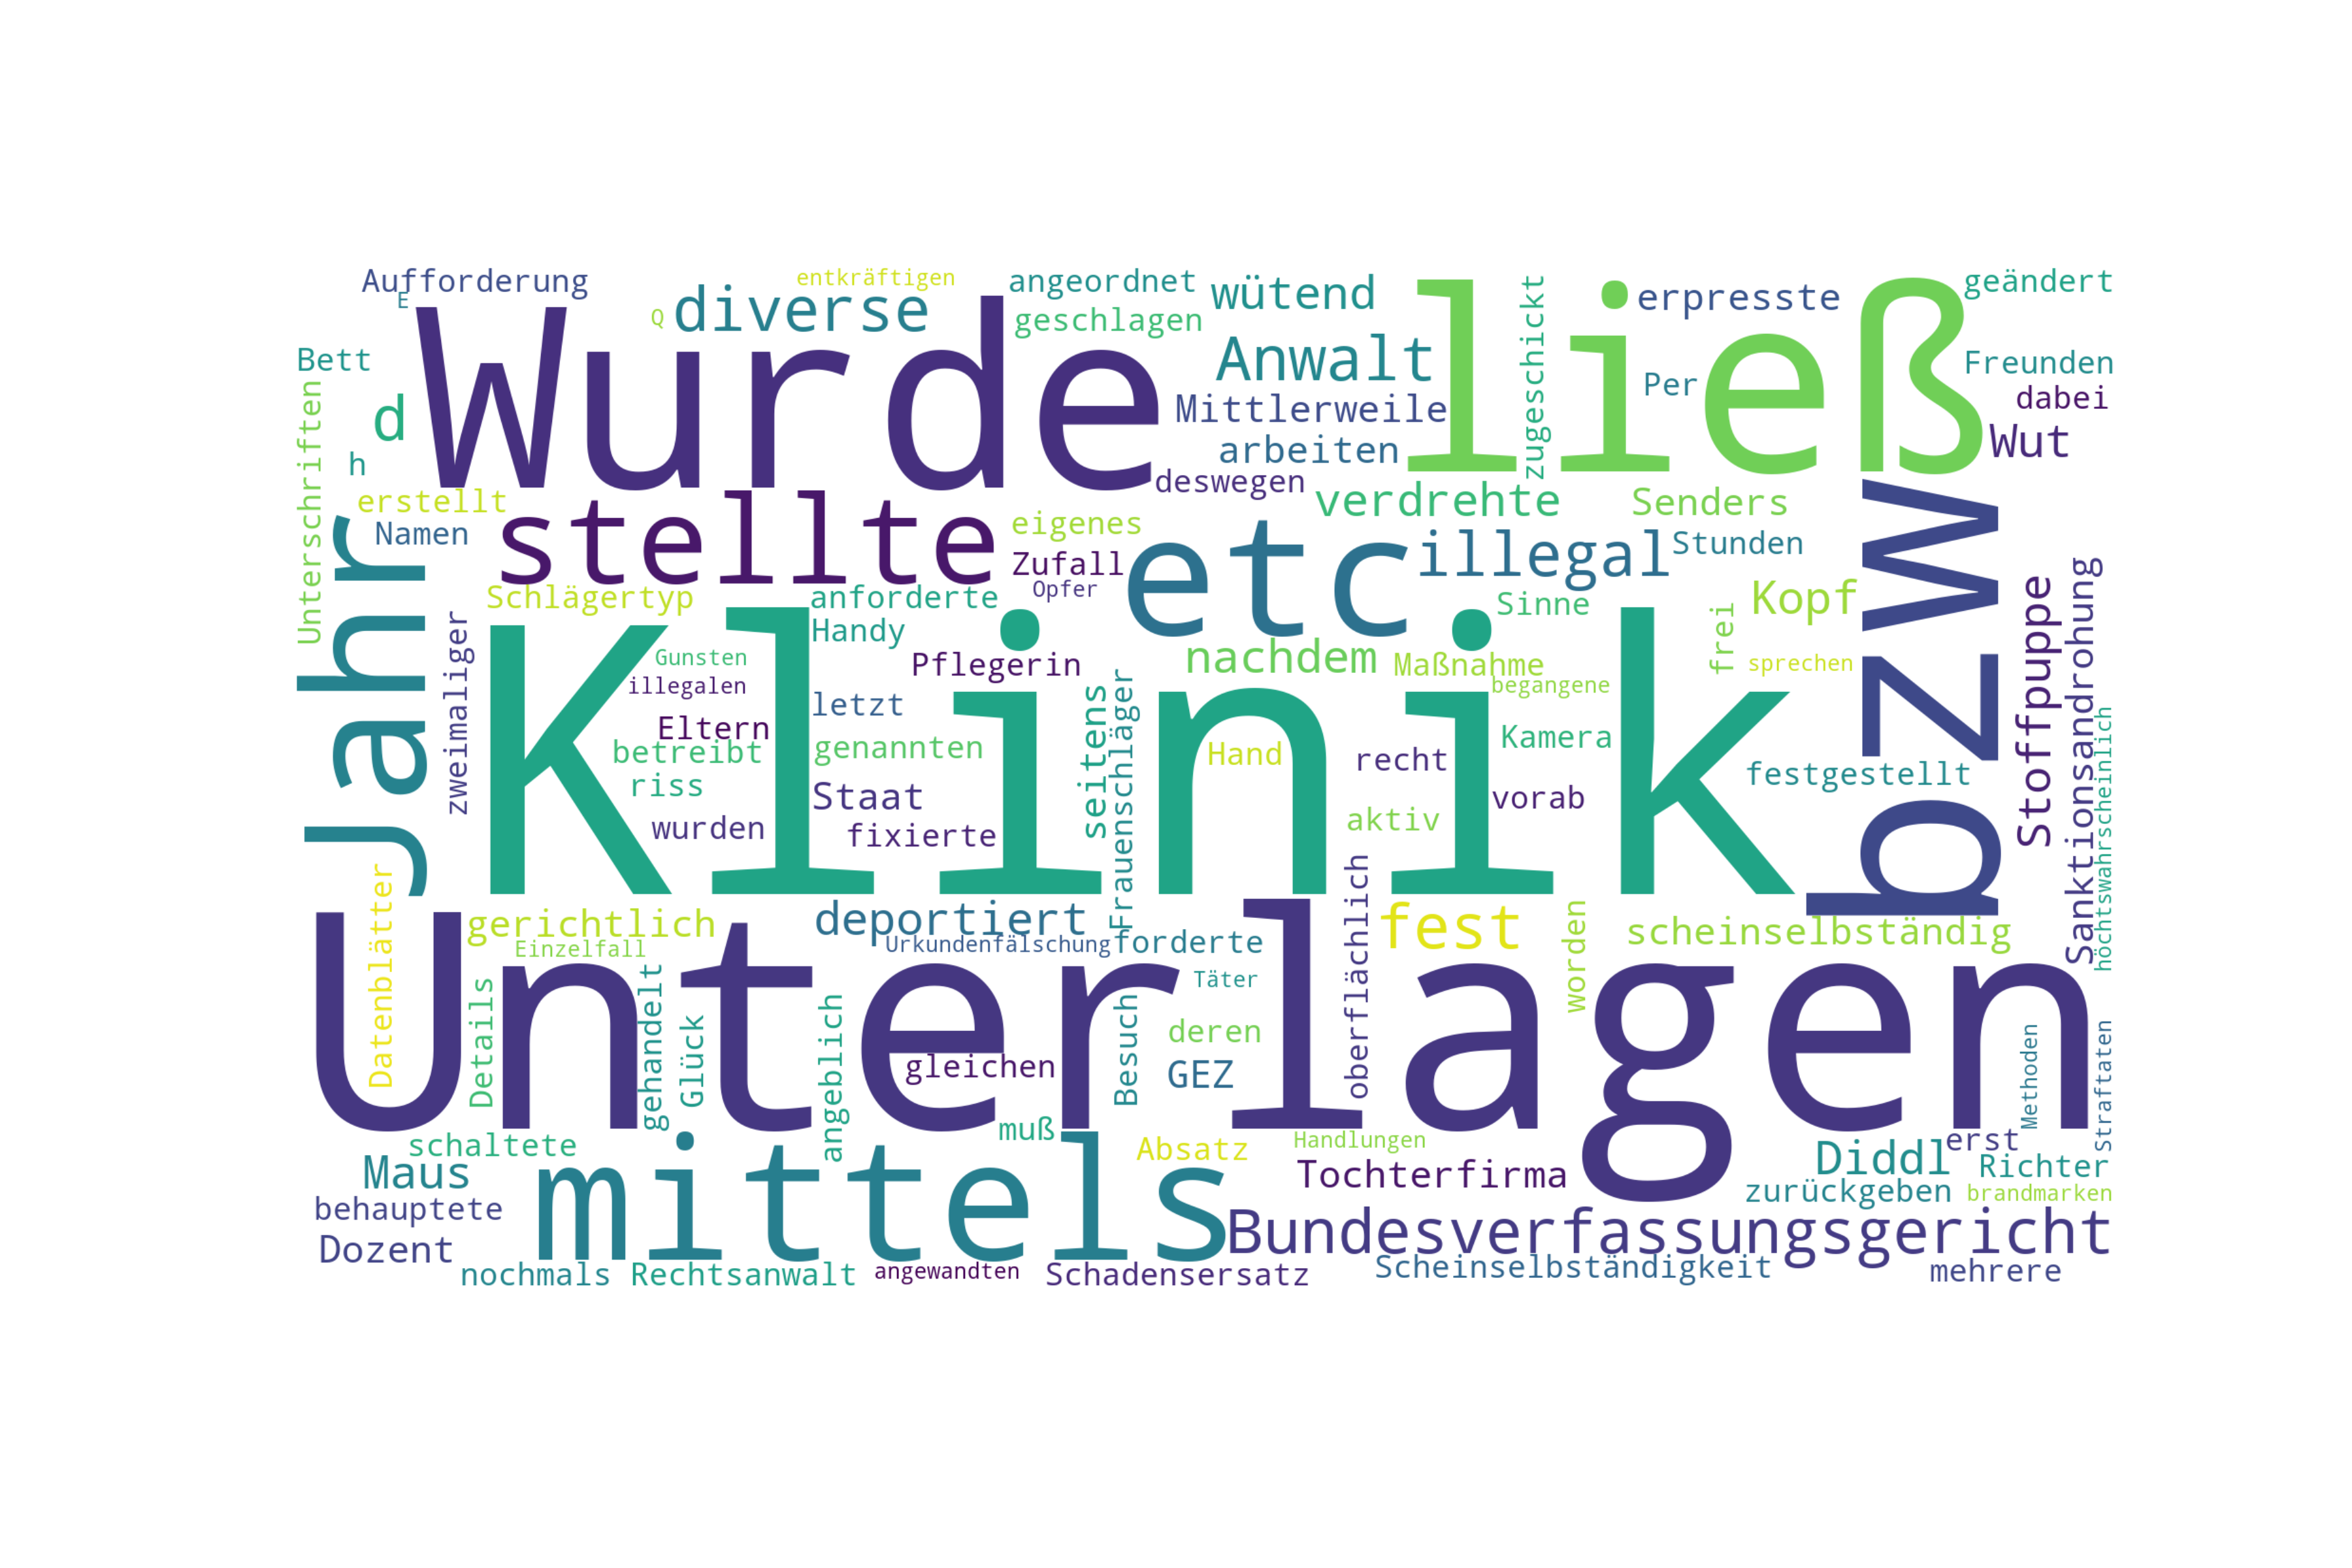 Aufforderung
E
entkräftigen
Q
diverse
angeordnet
geschlagen
wütend
zugeschickt
ließ
erpresste
geändert
Bett
Wurde
Anwalt
Per
Freunden
dabei
Unterschriften
d
h
Mittlerweile
arbeiten
Wut
deswegen
erstellt
Namen
stellte
eigenes
Zufall
Opfer
etc
verdrehte
Senders
illegal
Stunden
bzw
Jahr
Schlägertyp
anforderte
Handy
Sinne
frei
Kopf
Stoffpuppe
Sanktionsandrohung
zweimaliger
Klinik
Gunsten
illegalen
Eltern
betreibt
riss
wurden
Pflegerin
letzt
genannten
Staat
fixierte
seitens
Frauenschläger
nachdem
Maßnahme
begangene
sprechen
Hand
recht
Kamera
aktiv
vorab
festgestellt
höchtswahrscheinlich
Datenblätter
gerichtlich
Einzelfall
deportiert
Urkundenfälschung
forderte
oberflächlich
fest
worden
scheinselbständig
Unterlagen
Details
gehandelt
Glück
angeblich
gleichen
Besuch
Täter
deren
GEZ
Methoden
Straftaten
schaltete
Maus
behauptete
Dozent
mittels
muß
Absatz
Handlungen
Tochterfirma
Diddl
erst
Richter
zurückgeben
brandmarken
Bundesverfassungsgericht
nochmals
Rechtsanwalt
angewandten
Schadensersatz
Scheinselbständigkeit
mehrere